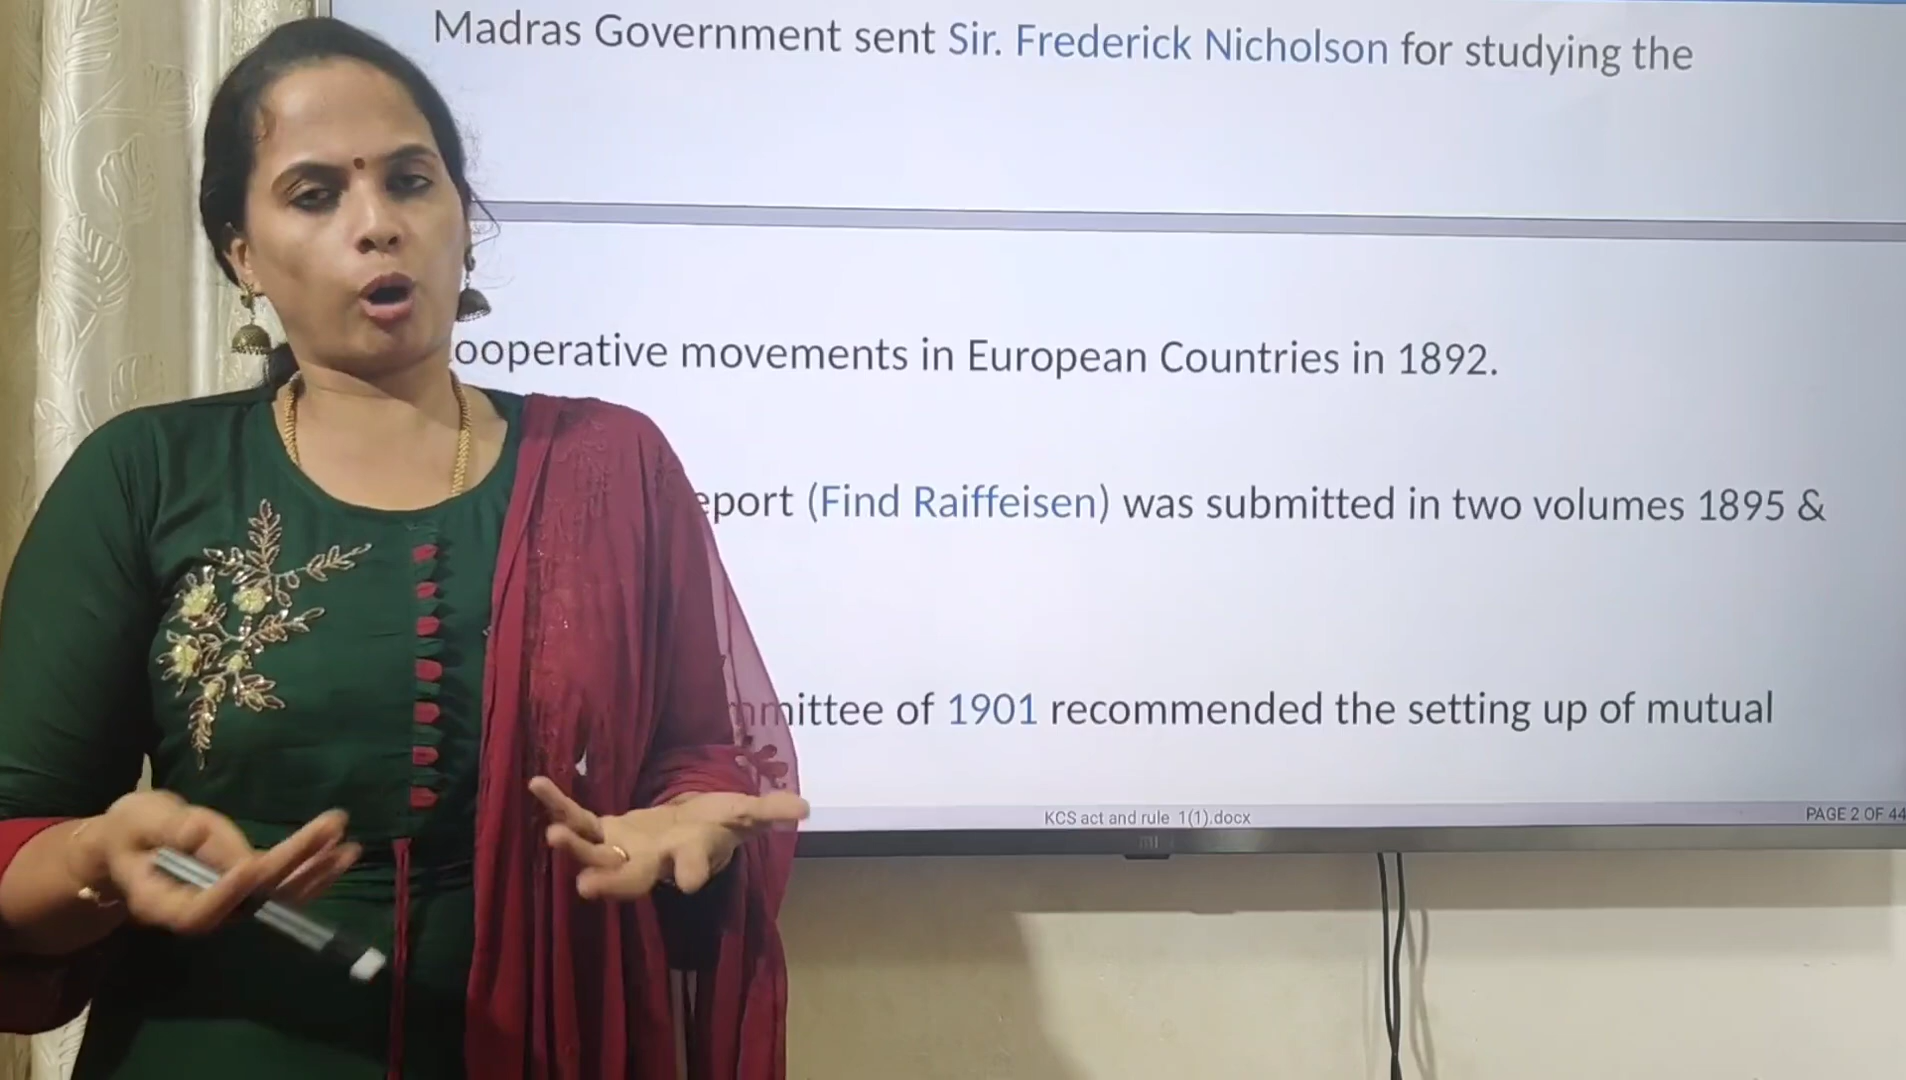 Madras Government sent Sir. Frederick Nicholson for studying the
ooperative movements in European Countries in 1892.
eport (Find Raiffeisen) was submitted in two volumes 1895 &
mmittee of 1901 recommended the setting up of mutual
KCS act and rule 1(1).docx
PAGE 2 OF 44
mi